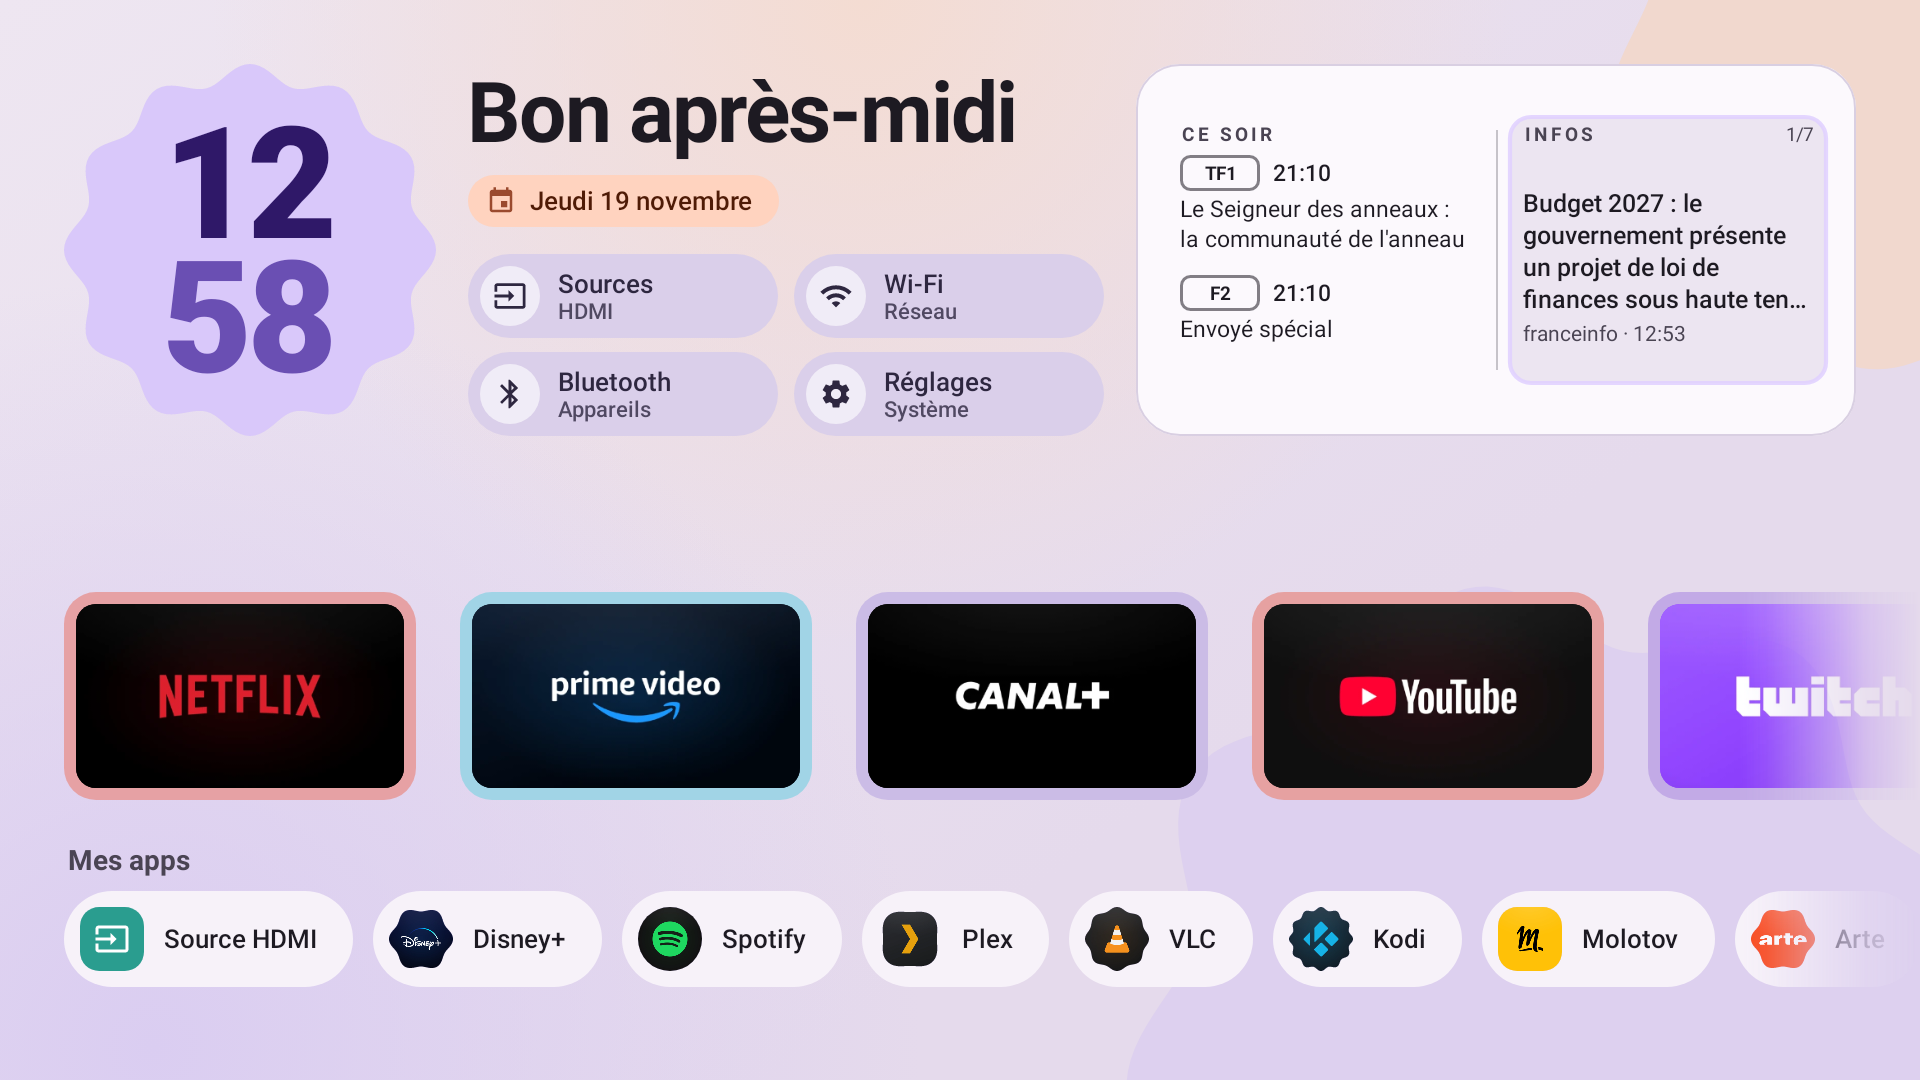 12
58
Bon après-midi
Jeudi 19 novembre
Sources
HDMI
Wi-Fi
Réseau
Bluetooth
Appareils
Réglages
Système
CE SOIR
TF1 21:10
Le Seigneur des anneaux :
la communauté de l'anneau
F2 21:10
Envoyé spécial
INFOS 1/7
Budget 2027 : le
gouvernement présente
un projet de loi de
finances sous haute ten…
franceinfo · 12:53
NETFLIX
prime video
CANAL+
YouTube
twitch
Mes apps
Source HDMI
Disney+
Disney+
Spotify
Plex
VLC
Kodi
M.
Molotov
arte
Arte